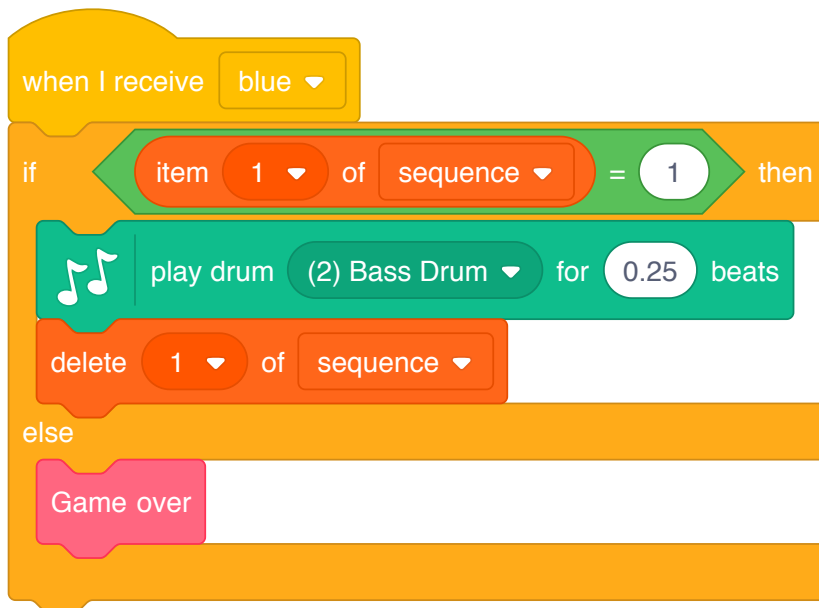 when I receive blue
if item 1 of sequence = 1 then
play drum (2) Bass Drum for 0.25 beats
delete 1 of sequence
else
Game over